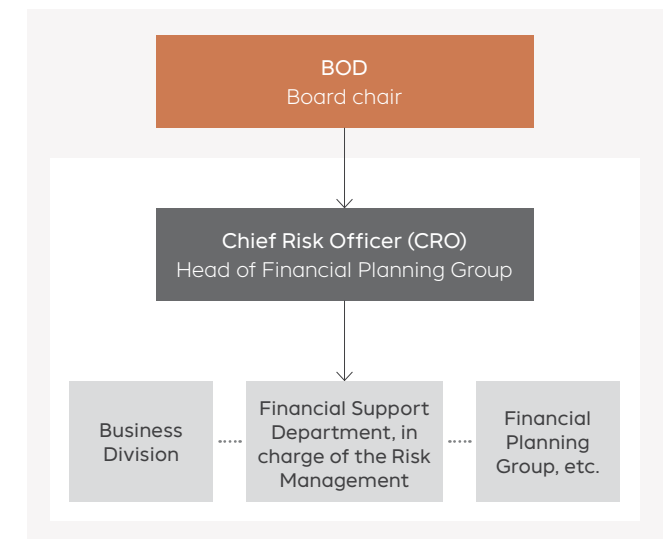 BOD
Board chair
Chief Risk Officer (CRO)
Head of Financial Planning Group
Business
Division
Financial Support
Department, in
charge of the Risk
Management
Financial
Planning
Group, etc.